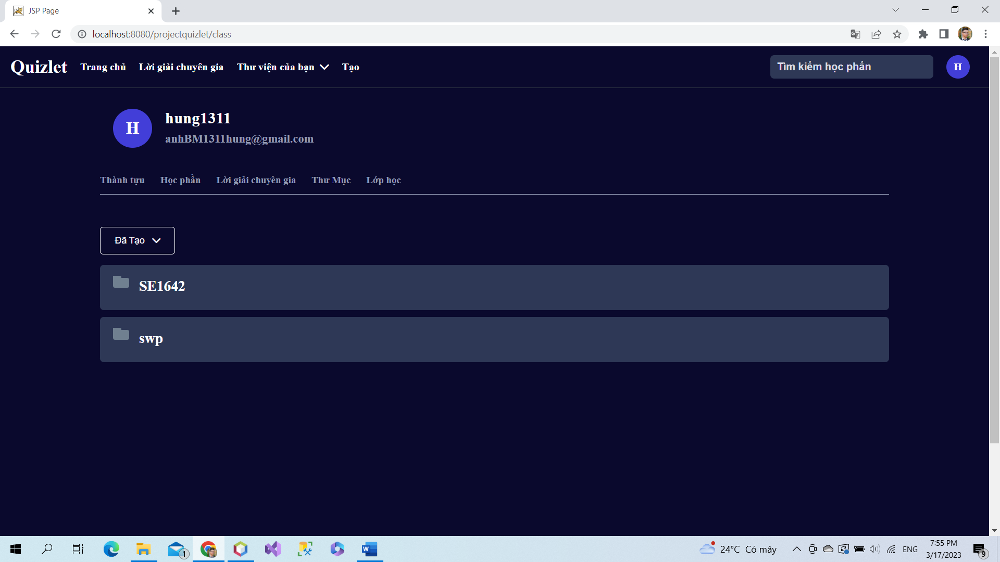 JSP Page
localhost:8080/projectquizlet/class
Quizlet Trang chủ Lời giải chuyên gia Thư viện của bạn Tạo Tìm kiếm học phần H
H hung1311
anhBM1311hung@gmail.com
Thành tựu Học phần Lời giải chuyên gia Thư Mục Lớp học
Đã Tạo
SE1642
swp
1 24°C Có mây ENG 7:55 PM
3/17/2023 9